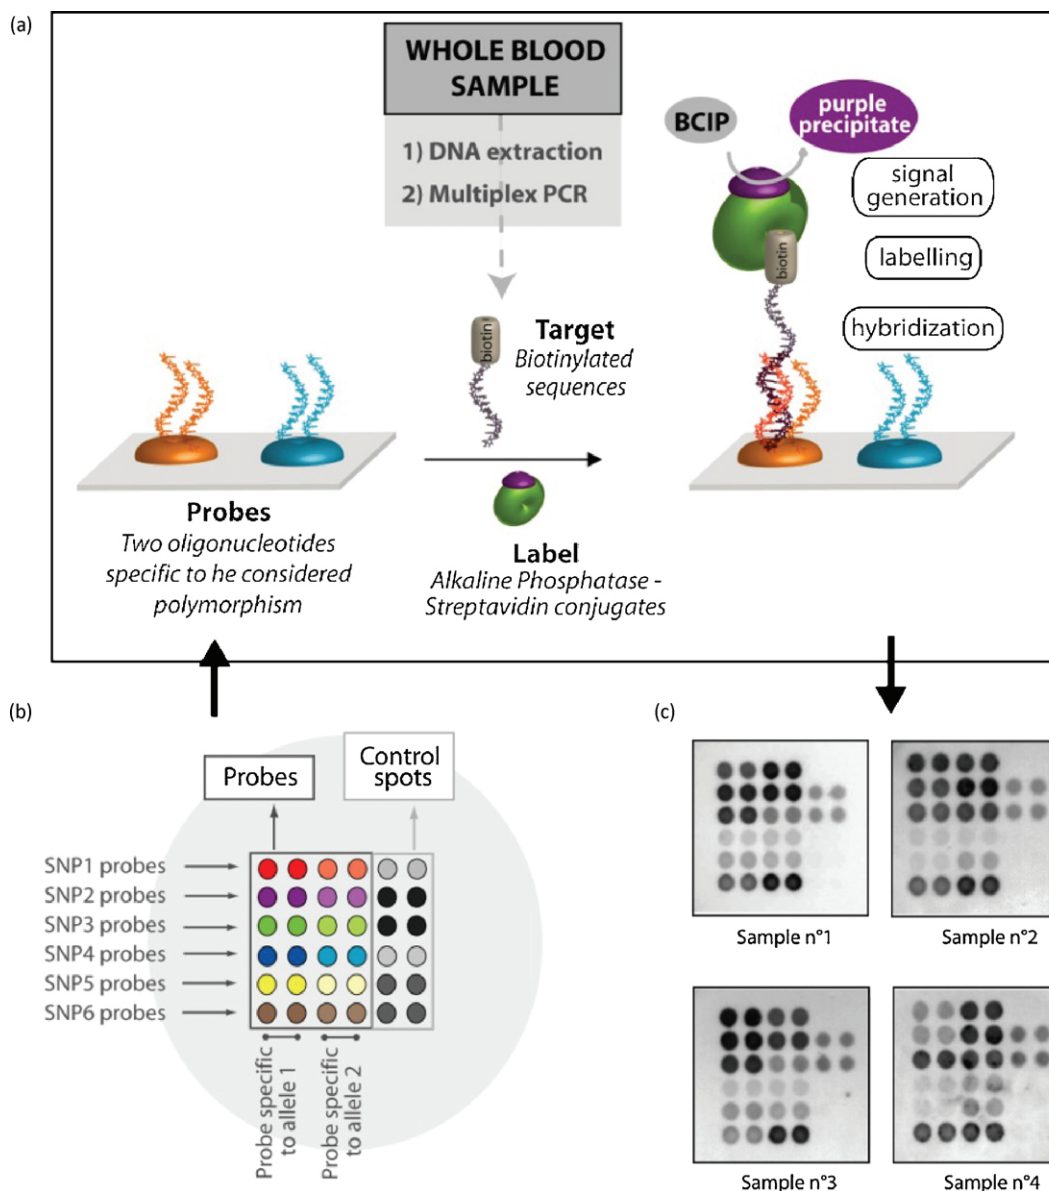 (a)
WHOLE BLOOD
SAMPLE
1) DNA extraction
2) Multiplex PCR
BCIP
purple
precipitate
signal
generation
labelling
hybridization
biotin
biotin
Target
Biotinylated
sequences
Probes
Two oligonucleotides
specific to he considered
polymorphism
Label
Alkaline Phosphatase -
Streptavidin conjugates
(b)
Probes
Control
spots
SNP1 probes
SNP2 probes
SNP3 probes
SNP4 probes
SNP5 probes
SNP6 probes
Probe specific
to allele 1
Probe specific
to allele 2
(c)
Sample n°1
Sample n°2
Sample n°3
Sample n°4